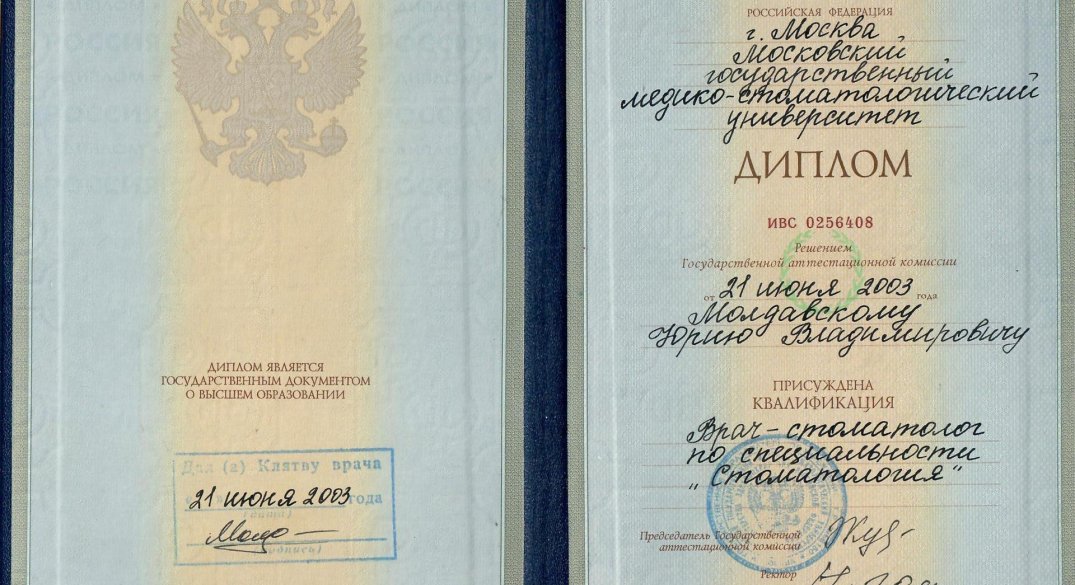 ДИПЛОМ ЯВЛЯЕТСЯ
ГОСУДАРСТВЕННЫМ ДОКУМЕНТОМ
О ВЫСШЕМ ОБРАЗОВАНИИ
Дал (а) Клятву врача
21 июня 2003 года
РОССИЙСКАЯ ФЕДЕРАЦИЯ
г. Москва
Московский
государственный
медико-стоматологический
университет
ДИПЛОМ
ИВС 0256408
Решением
Государственной аттестационной комиссии
от 21 июня 2003 года
Молдавскому
Юрию Владимировичу
ПРИСУЖДЕНА
КВАЛИФИКАЦИЯ
Врач-стоматолог
по специальности
„Стоматология“
Председатель Государственной
аттестационной комиссии
Ректор